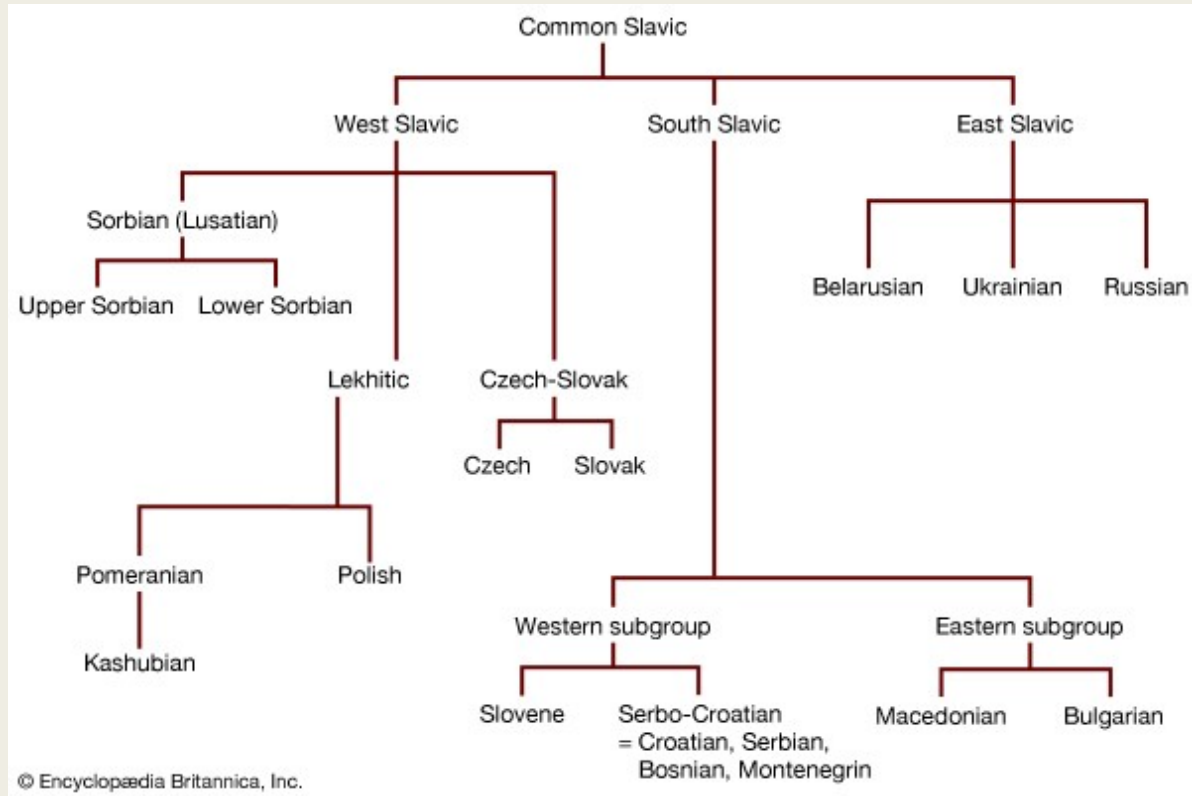 Common Slavic
West Slavic
South Slavic
East Slavic
Sorbian (Lusatian)
Upper Sorbian
Lower Sorbian
Belarusian
Ukrainian
Russian
Lekhitic
Czech-Slovak
Czech
Slovak
Pomeranian
Polish
Kashubian
Western subgroup
Eastern subgroup
Slovene
Serbo-Croatian
= Croatian, Serbian,
Bosnian, Montenegrin
Macedonian
Bulgarian
© Encyclopædia Britannica, Inc.